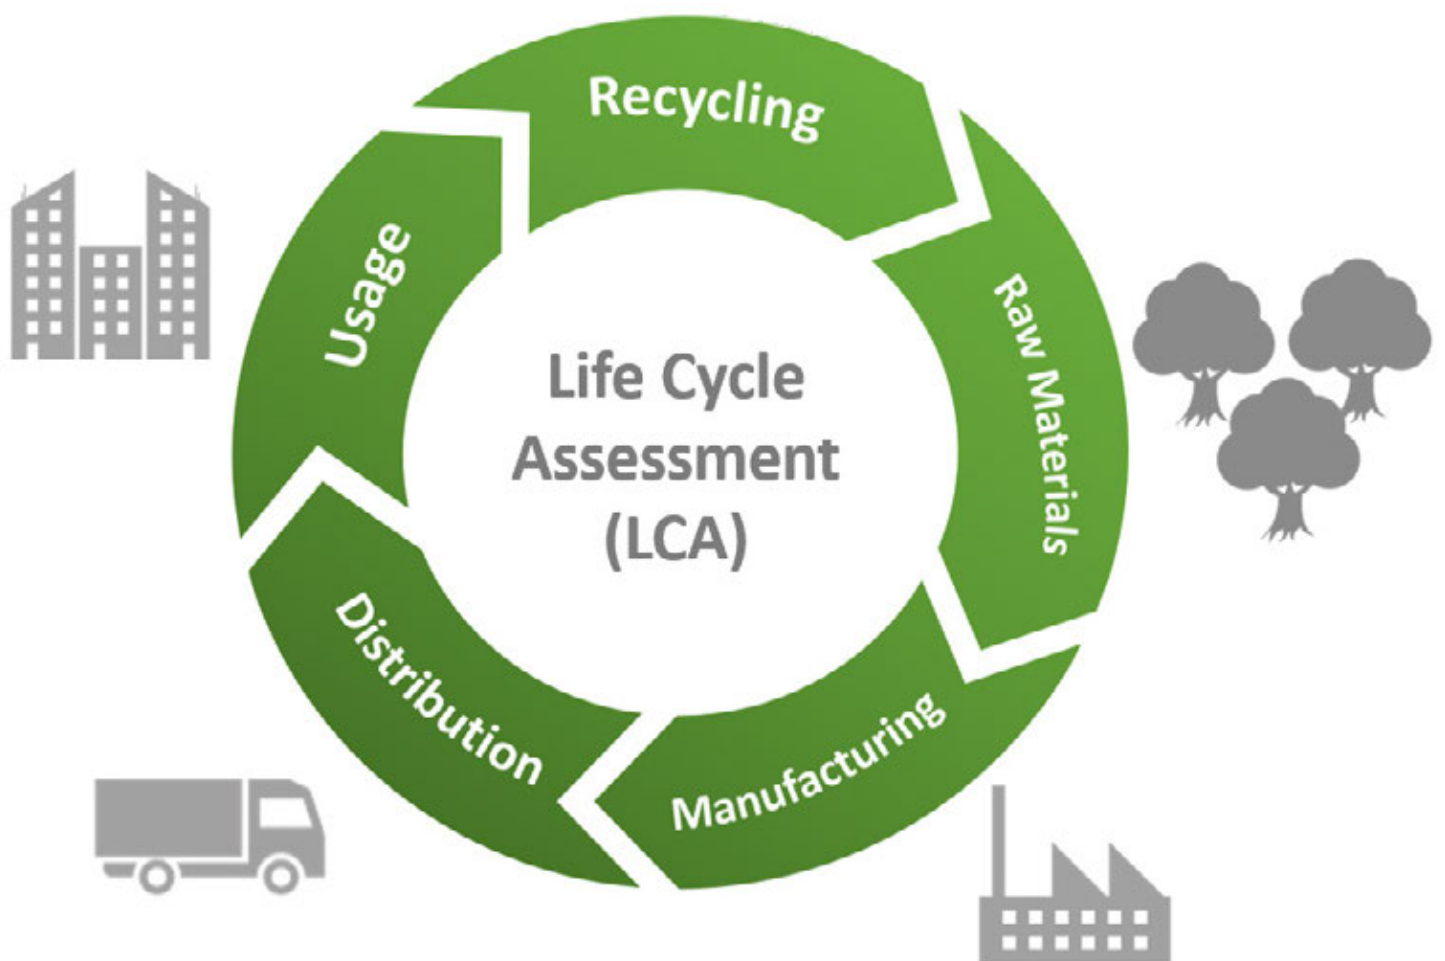 Recycling
Raw Materials
Manufacturing
Distribution
Usage
Life Cycle
Assessment
(LCA)